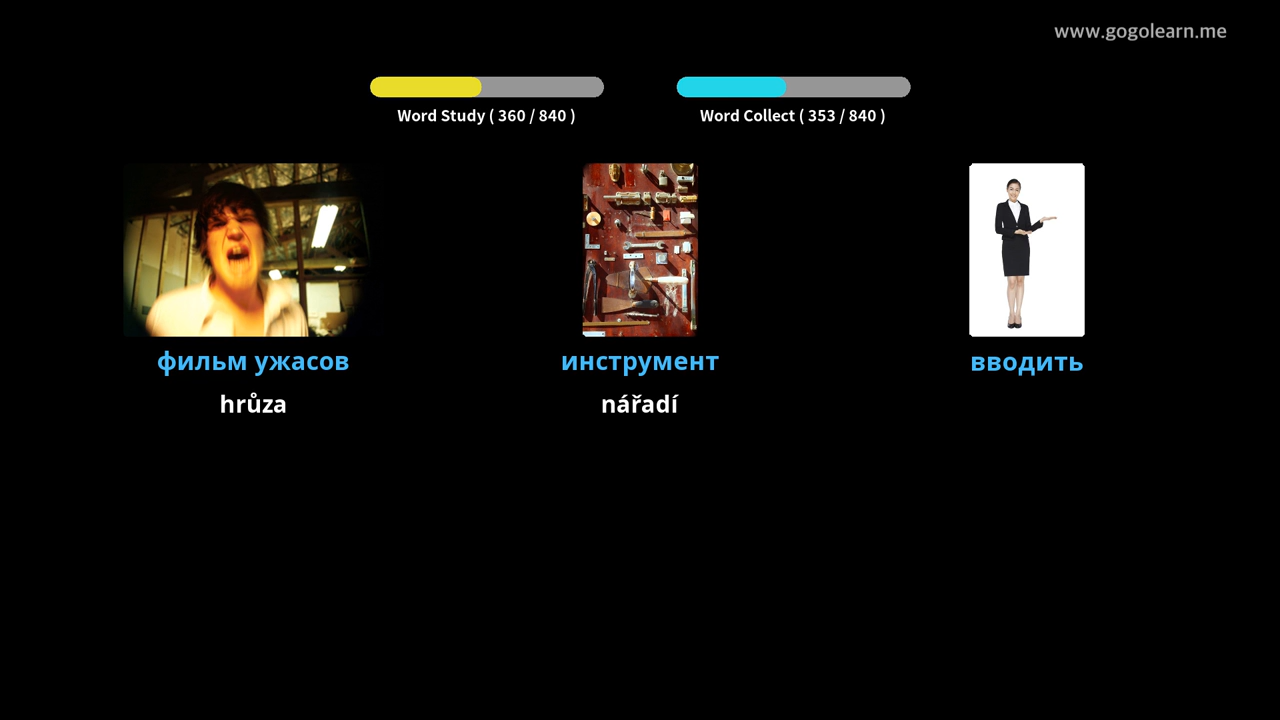 www.gogolearn.me
Word Study ( 360 / 840 )
Word Collect ( 353 / 840 )
фильм ужасов
инструмент
вводить
hrůza
nářadí